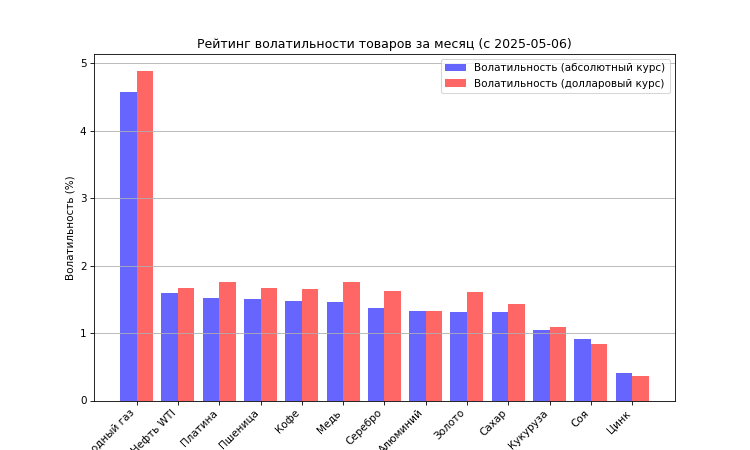 Рейтинг волатильности товаров за месяц (с 2025-05-06)
Волатильность (абсолютный курс)
Волатильность (долларовый курс)
Волатильность (%)
5
4
3
2
1
0
одный газ
Нефть WTI
Платина
Пшеница
Кофе
Медь
Серебро
Алюминий
Золото
Сахар
Кукуруза
Соя
Цинк